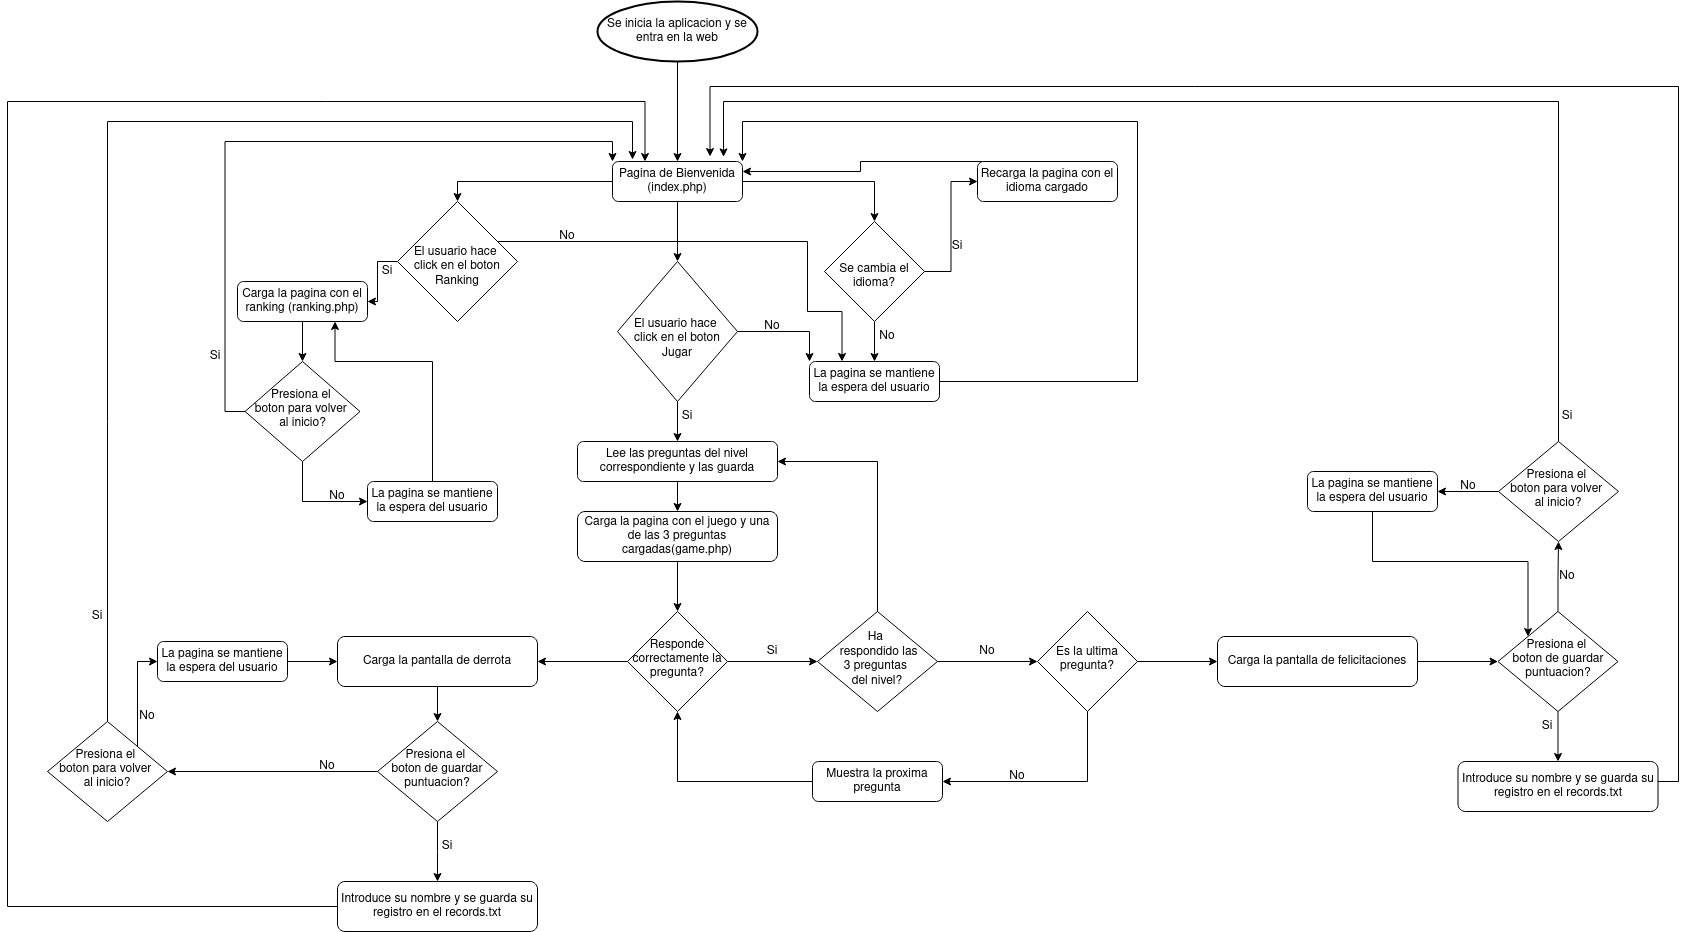 Se inicia la aplicacion y se
entra en la web
Pagina de Bienvenida
(index.php)
Recarga la pagina con el
idioma cargado
El usuario hace
click en el boton
Ranking
No
Si
Se cambia el
idioma?
Si
No
Carga la pagina con el
ranking (ranking.php)
El usuario hace
click en el boton
Jugar
No
Si
La pagina se mantiene
la espera del usuario
Si
Presiona el
boton para volver
al inicio?
No
La pagina se mantiene
la espera del usuario
Lee las preguntas del nivel
correspondiente y las guarda
Carga la pagina con el juego y una
de las 3 preguntas
cargadas(game.php)
Si
Presiona el
boton para volver
al inicio?
No
La pagina se mantiene
la espera del usuario
No
Si
La pagina se mantiene
la espera del usuario
Carga la pantalla de derrota
Responde
correctamente la
pregunta?
Si
Ha
respondido las
3 preguntas
del nivel?
No
Es la ultima
pregunta?
Carga la pantalla de felicitaciones
Presiona el
boton de guardar
puntuacion?
Si
No
Presiona el
boton para volver
al inicio?
No
Presiona el
boton de guardar
puntuacion?
Muestra la proxima
pregunta
No
Introduce su nombre y se guarda su
registro en el records.txt
Si
Introduce su nombre y se guarda su
registro en el records.txt